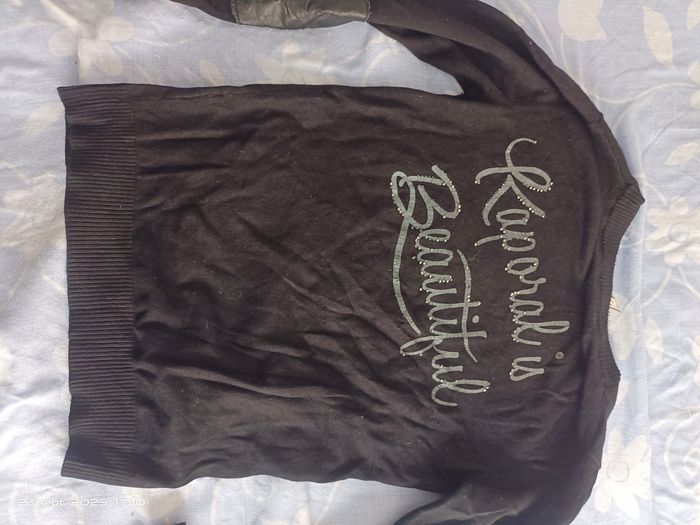 Kaporal is
Beautiful
23 sept. 2025, 17:10